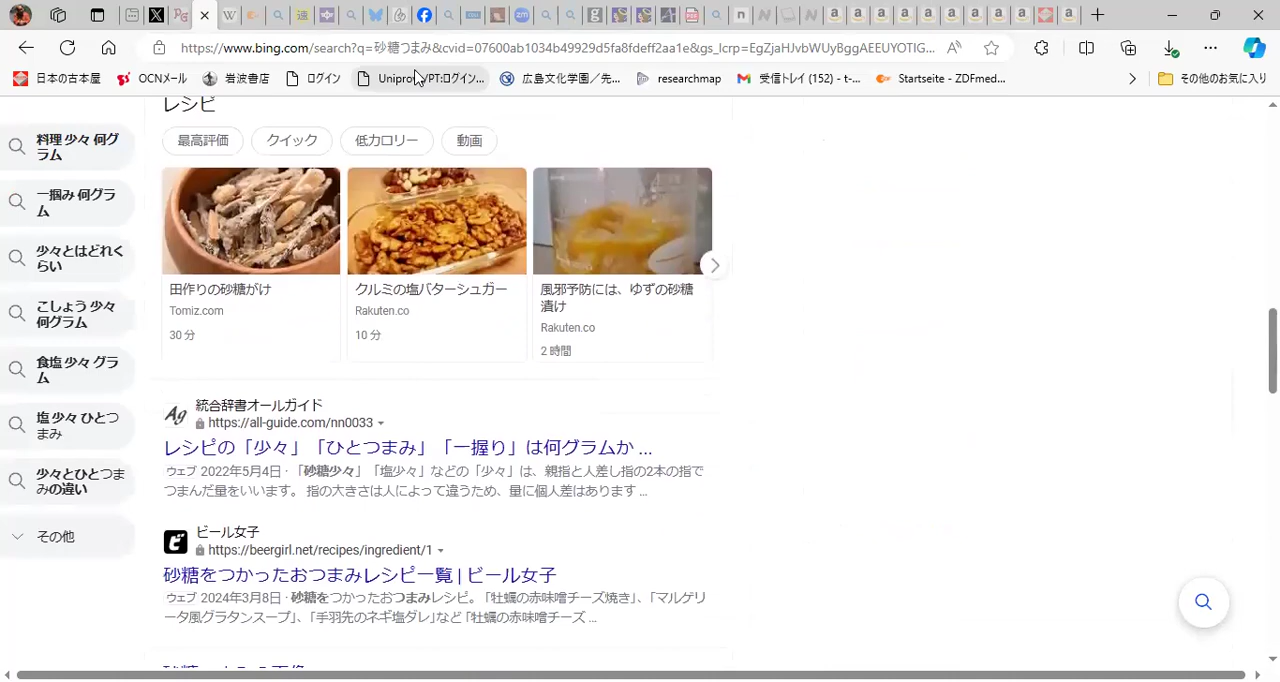 https://www.bing.com/search?q=砂糖つまみ&cvid=07600ab1034b49929d5fa8fdeff2aa1e&gs_lcrp=EgZjaHJvbWUyBggAEEUYOTIG...
日本の古本屋 OCNメール 岩波書店 ログイン Unipro...VPT:ログイン... 広島文化学園／先... researchmap 受信トレイ (152) - t-... Startseite - ZDFmed... その他のお気に入り
レシピ
最高評価 クイック 低カロリー 動画
田作りの砂糖がけ
Tomiz.com
30 分
クルミの塩バターシュガー
Rakuten.co
10 分
風邪予防には、ゆずの砂糖
漬け
Rakuten.co
2 時間
料理 少々 何グ
ラム
一掴み 何グラ
ム
少々とはどれく
らい
こしょう 少々
何グラム
食塩 少々 グラ
ム
塩 少々 ひとつ
まみ
少々とひとつま
みの違い
その他
統合辞書オールガイド
https://all-guide.com/nn0033
レシピの「少々」「ひとつまみ」「一握り」は何グラムか ...
ウェブ 2022年5月4日 · 「砂糖少々」「塩少々」などの「少々」は、親指と人差し指の2本の指で
つまんだ量をいいます。 指の大きさは人によって違うため、量に個人差はあります ...
ビール女子
https://beergirl.net/recipes/ingredient/1
砂糖をつかったおつまみレシピ一覧 | ビール女子
ウェブ 2024年3月8日 · 砂糖をつかったおつまみレシピ。「牡蠣の赤味噌チーズ焼き」、「マルゲリ
ータ風グラタンスープ」、「手羽先のネギ塩ダレ」など「牡蠣の赤味噌チーズ ...